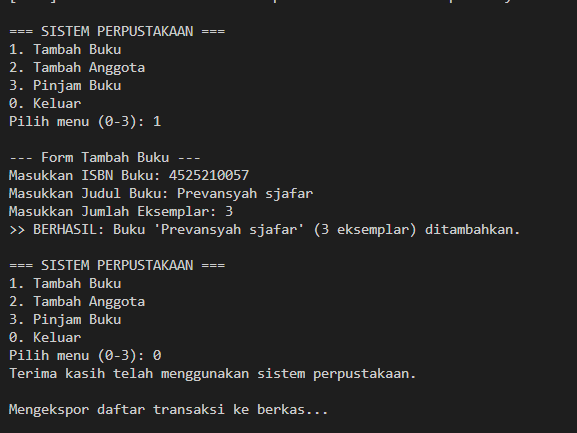 === SISTEM PERPUSTAKAAN ===
1. Tambah Buku
2. Tambah Anggota
3. Pinjam Buku
0. Keluar
Pilih menu (0-3): 1
--- Form Tambah Buku ---
Masukkan ISBN Buku: 4525210057
Masukkan Judul Buku: Prevansyah sjafar
Masukkan Jumlah Eksemplar: 3
>> BERHASIL: Buku 'Prevansyah sjafar' (3 eksemplar) ditambahkan.
=== SISTEM PERPUSTAKAAN ===
1. Tambah Buku
2. Tambah Anggota
3. Pinjam Buku
0. Keluar
Pilih menu (0-3): 0
Terima kasih telah menggunakan sistem perpustakaan.
Mengekspor daftar transaksi ke berkas...